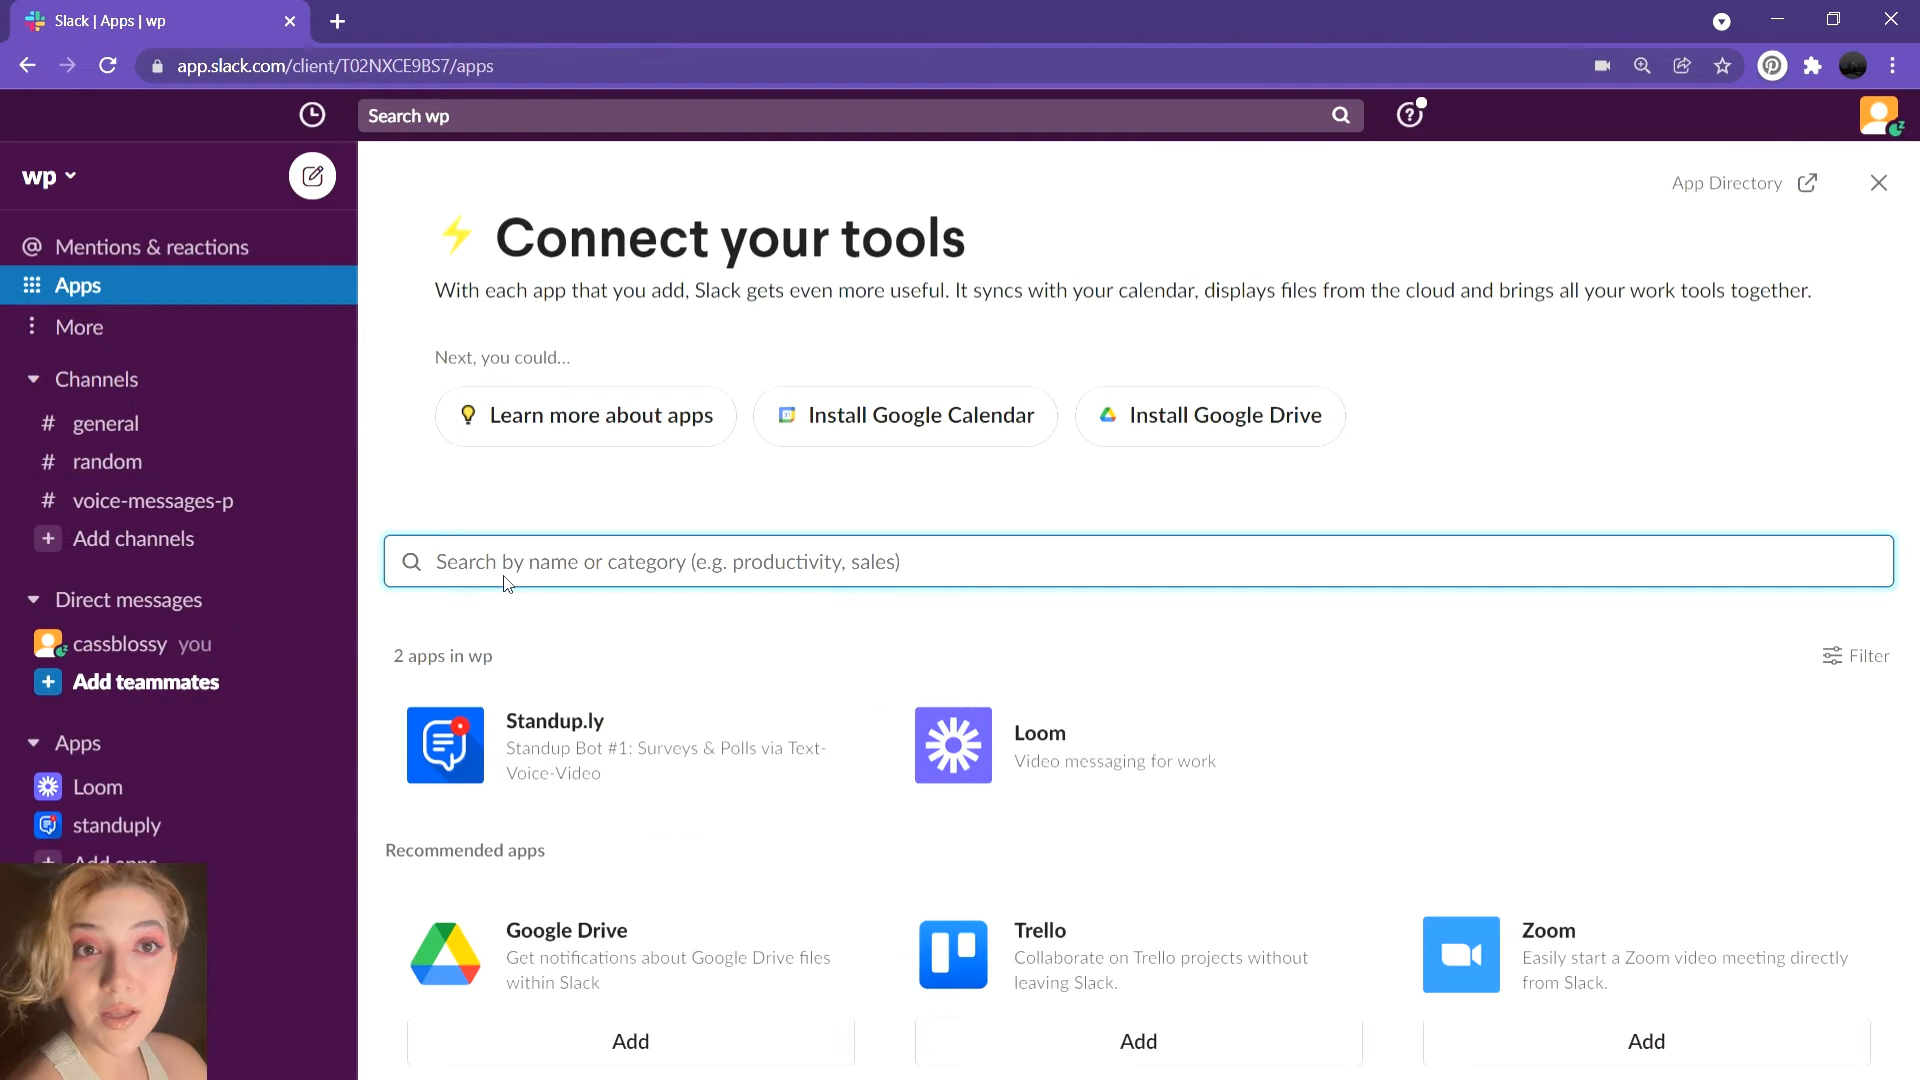 Slack | Apps | wp
app.slack.com/client/T02NXCE9BS7/apps
Search wp
wp
Mentions & reactions
Apps
More
Channels
# general
# random
# voice-messages-p
+ Add channels
Direct messages
cassblossy you
+ Add teammates
Apps
Loom
standuply
+ Add apps
App Directory
Connect your tools
With each app that you add, Slack gets even more useful. It syncs with your calendar, displays files from the cloud and brings all your work tools together.
Next, you could...
Learn more about apps
Install Google Calendar
Install Google Drive
Search by name or category (e.g. productivity, sales)
2 apps in wp
Filter
Standup.ly
Standup Bot #1: Surveys & Polls via Text-
Voice-Video
Loom
Video messaging for work
Recommended apps
Google Drive
Get notifications about Google Drive files
within Slack
Add
Trello
Collaborate on Trello projects without
leaving Slack.
Add
Zoom
Easily start a Zoom video meeting directly
from Slack.
Add